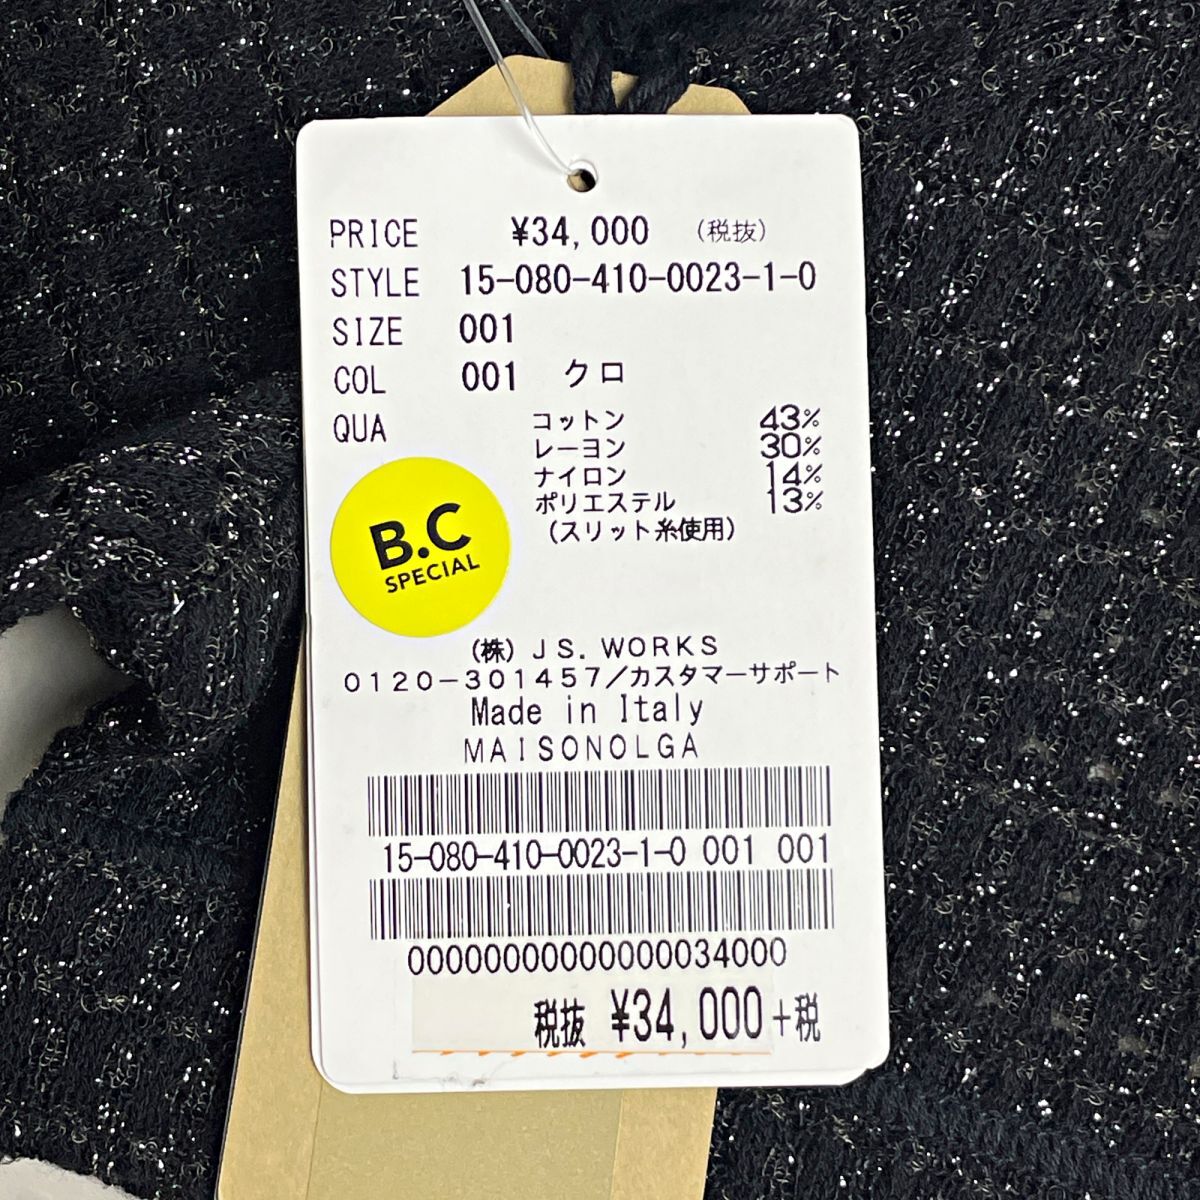 PRICE ¥34,000 (税抜)
STYLE 15-080-410-0023-1-0
SIZE 001
COL 001 クロ
QUA コットン 43%
レーヨン 30%
ナイロン 14%
ポリエステル 13%
(スリット糸使用)
B.C
SPECIAL
(株) JS. WORKS
0120-301457/カスタマーサポート
Made in Italy
MAISONOLGA
15-080-410-0023-1-0 001 001
00000000000000034000
税抜 ¥34,000+税